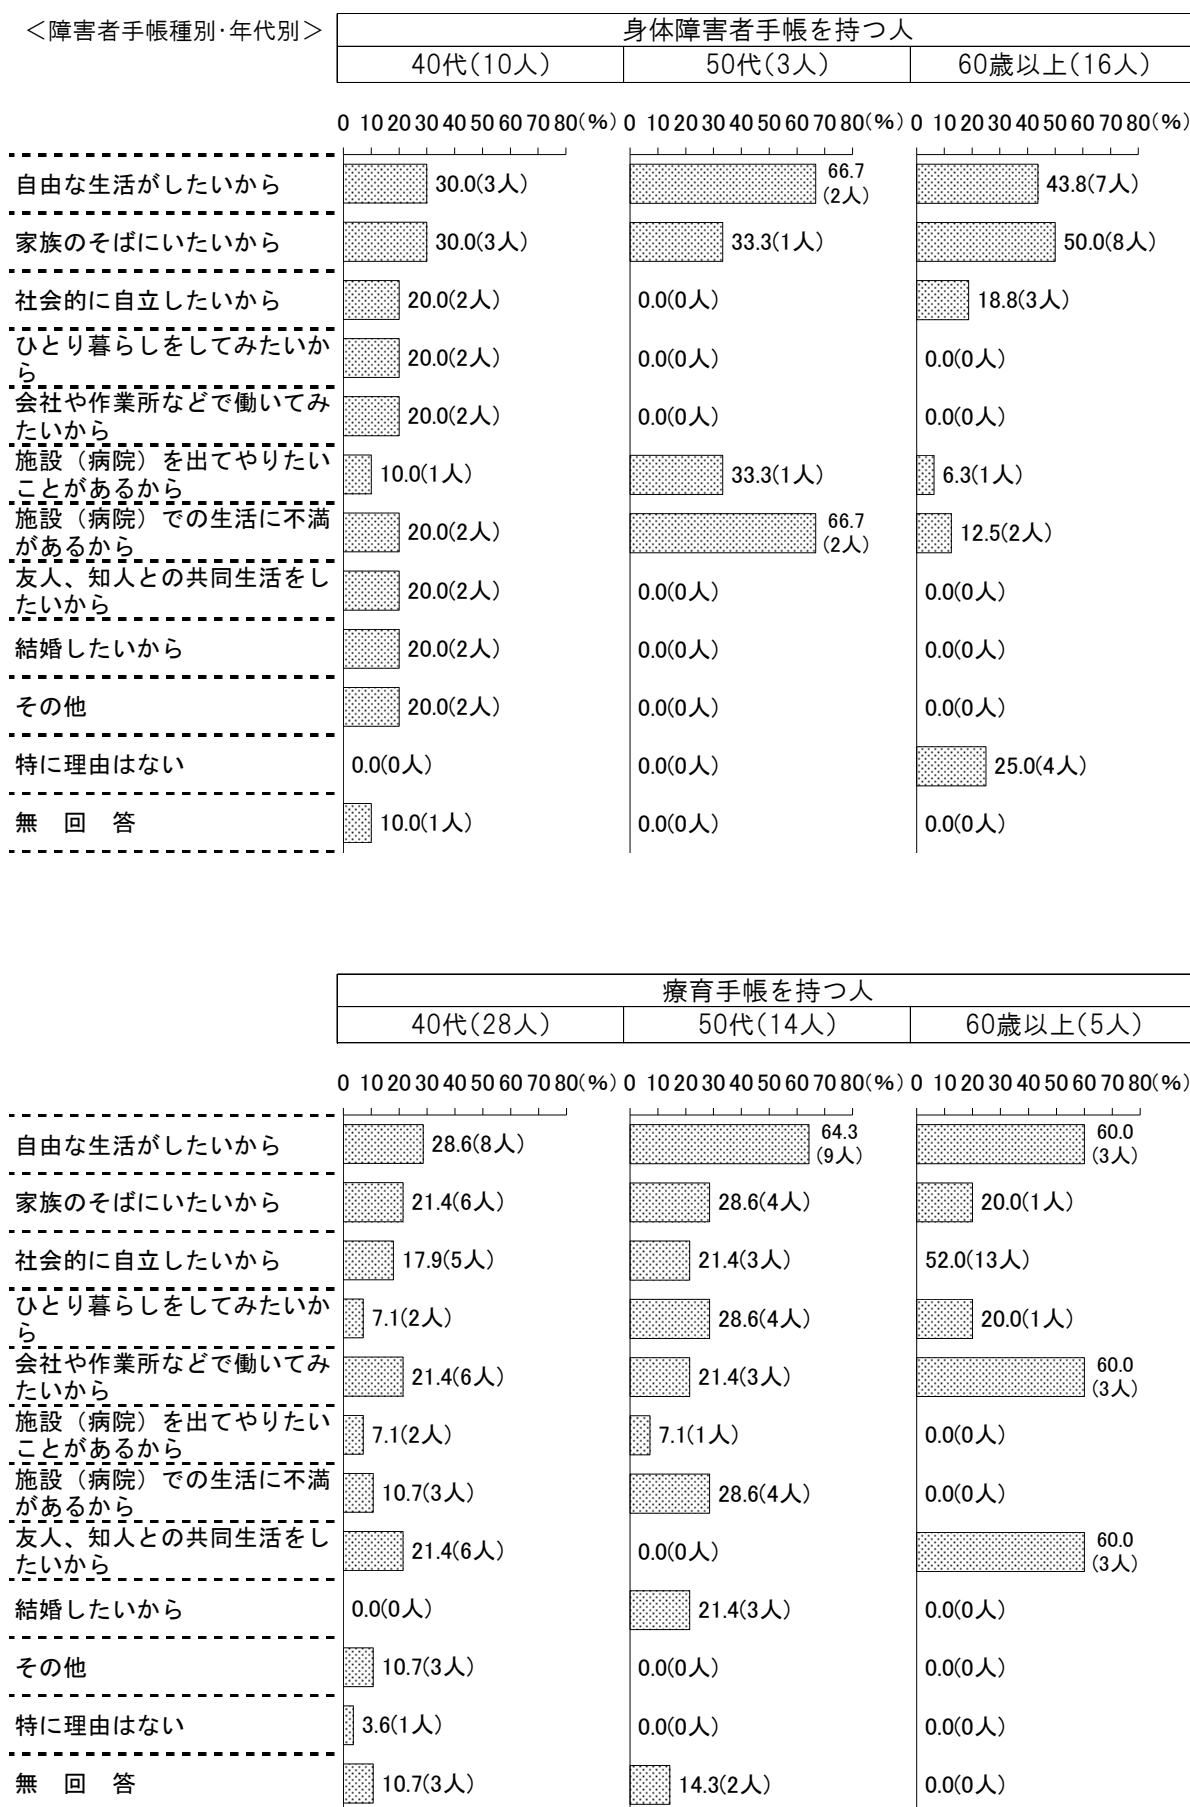 ＜障害者手帳種別・年代別＞
身体障害者手帳を持つ人
40代(10人) 50代(3人) 60歳以上(16人)
0 10 20 30 40 50 60 70 80(%) 0 10 20 30 40 50 60 70 80(%) 0 10 20 30 40 50 60 70 80(%)
自由な生活がしたいから 30.0(3人) 66.7 43.8(7人)
(2人)
家族のそばにいたいから 30.0(3人) 33.3(1人) 50.0(8人)
社会的に自立したいから 20.0(2人) 0.0(0人) 18.8(3人)
ひとり暮らしをしてみたいか
ら 20.0(2人) 0.0(0人) 0.0(0人)
会社や作業所などで働いてみ
たいから 20.0(2人) 0.0(0人) 0.0(0人)
施設（病院）を出てやりたい
ことがあるから 10.0(1人) 33.3(1人) 6.3(1人)
施設（病院）での生活に不満 66.7
があるから 20.0(2人) (2人) 12.5(2人)
友人、知人との共同生活をし
たいから 20.0(2人) 0.0(0人) 0.0(0人)
結婚したいから 20.0(2人) 0.0(0人) 0.0(0人)
その他 20.0(2人) 0.0(0人) 0.0(0人)
特に理由はない 0.0(0人) 0.0(0人) 25.0(4人)
無 回 答 10.0(1人) 0.0(0人) 0.0(0人)
療育手帳を持つ人
40代(28人) 50代(14人) 60歳以上(5人)
0 10 20 30 40 50 60 70 80(%) 0 10 20 30 40 50 60 70 80(%) 0 10 20 30 40 50 60 70 80(%)
自由な生活がしたいから 28.6(8人) 64.3 60.0
(9人) (3人)
家族のそばにいたいから 21.4(6人) 28.6(4人) 20.0(1人)
社会的に自立したいから 17.9(5人) 21.4(3人) 52.0(13人)
ひとり暮らしをしてみたいか
ら 7.1(2人) 28.6(4人) 20.0(1人)
会社や作業所などで働いてみ 60.0
たいから 21.4(6人) 21.4(3人) (3人)
施設（病院）を出てやりたい
ことがあるから 7.1(2人) 7.1(1人) 0.0(0人)
施設（病院）での生活に不満
があるから 10.7(3人) 28.6(4人) 0.0(0人)
友人、知人との共同生活をし 60.0
たいから 21.4(6人) 0.0(0人) (3人)
結婚したいから 0.0(0人) 21.4(3人) 0.0(0人)
その他 10.7(3人) 0.0(0人) 0.0(0人)
特に理由はない 3.6(1人) 0.0(0人) 0.0(0人)
無 回 答 10.7(3人) 14.3(2人) 0.0(0人)